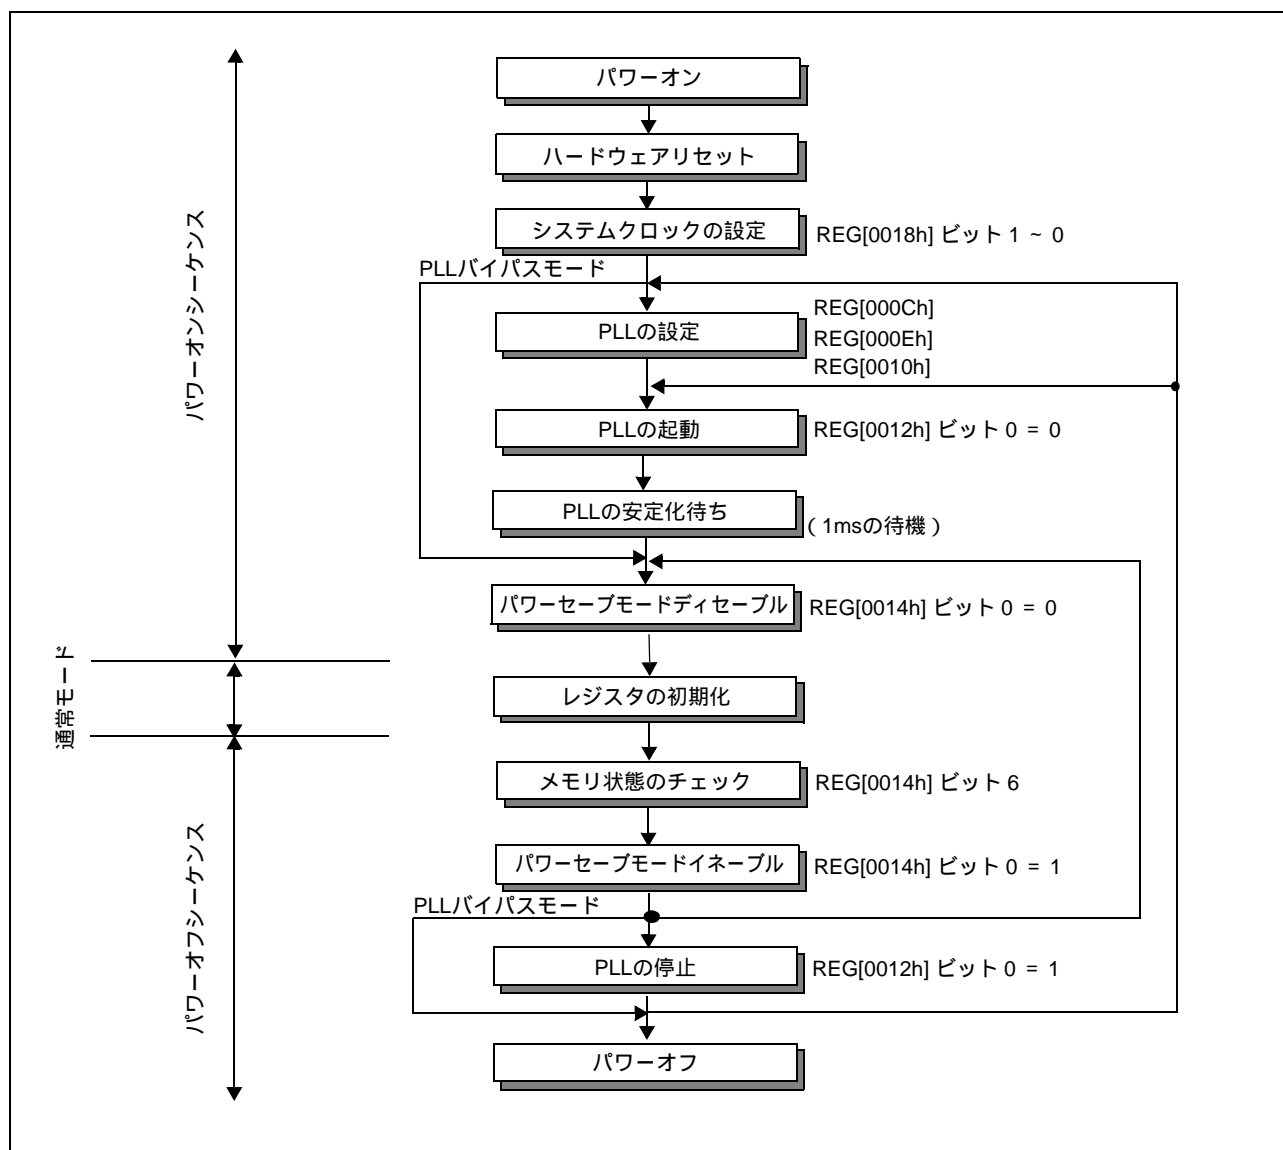 パワーオン
ハードウェアリセット
システムクロックの設定
REG[0018h] ビット 1 ~ 0
PLLバイパスモード
PLLの設定
REG[000Ch]
REG[000Eh]
REG[0010h]
PLLの起動
REG[0012h] ビット 0 = 0
PLLの安定化待ち
(1msの待機)
パワーセーブモードディセーブル
REG[0014h] ビット 0 = 0
レジスタの初期化
メモリ状態のチェック
REG[0014h] ビット 6
パワーセーブモードイネーブル
REG[0014h] ビット 0 = 1
PLLバイパスモード
PLLの停止
REG[0012h] ビット 0 = 1
パワーオフ
パワーオンシーケンス
通常モード
パワーオフシーケンス